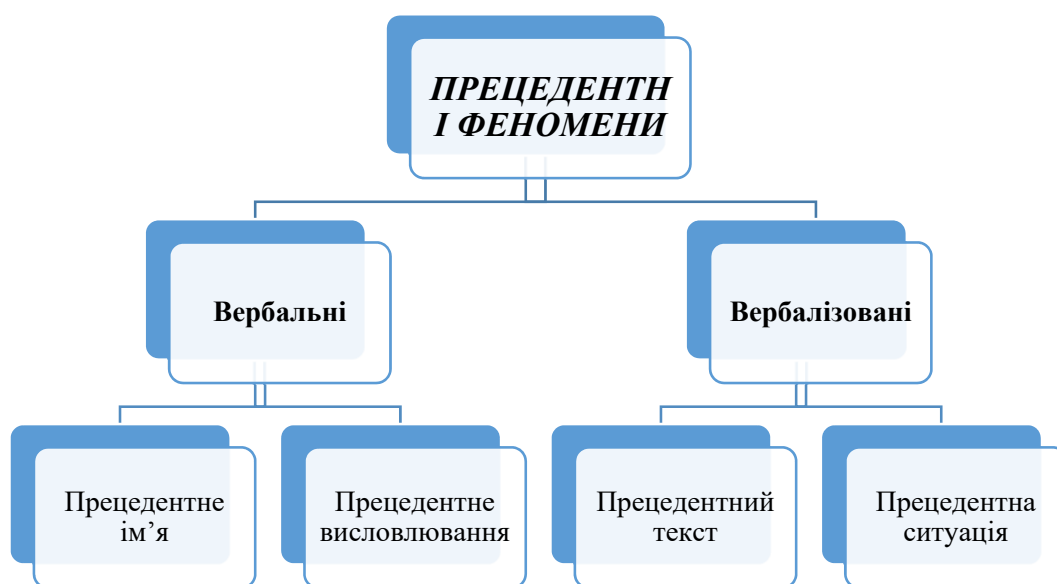 ПРЕЦЕДЕНТН
І ФЕНОМЕНИ
Вербальні
Вербалізовані
Прецедентне
ім’я
Прецедентне
висловлювання
Прецедентний
текст
Прецедентна
ситуація